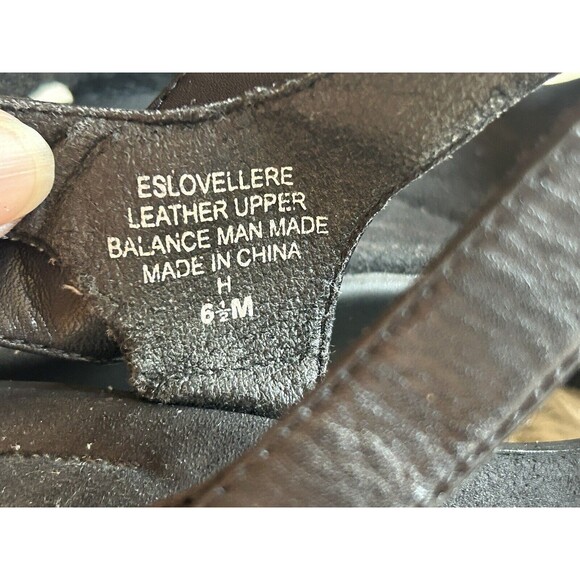 ESLOVELLERE
LEATHER UPPER
BALANCE MAN MADE
MADE IN CHINA
H
6½M